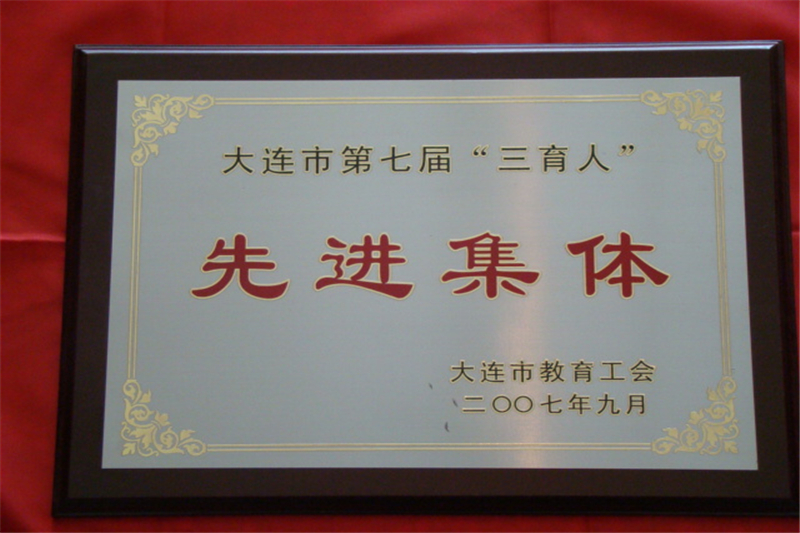 大连市第七届“三育人”
先进集体
大连市教育工会
二〇〇七年九月